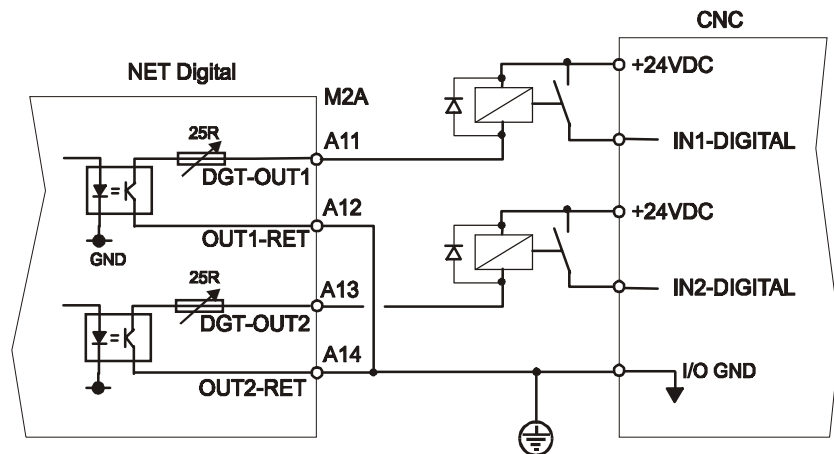 CNC
NET Digital
M2A
+24VDC
25R
A11
DGT-OUT1
IN1-DIGITAL
A12
OUT1-RET
GND
+24VDC
25R
A13
DGT-OUT2
IN2-DIGITAL
A14
OUT2-RET
I/O GND